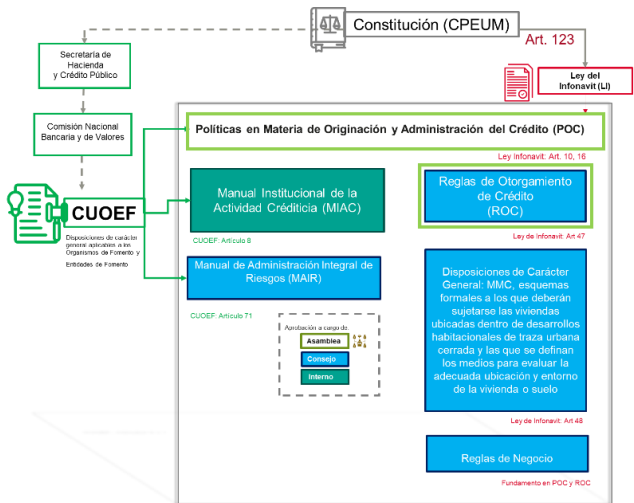 Constitución (CPEUM)
Art. 123
Secretaría de
Hacienda
y Crédito Público
Ley del
Infonavit (LI)
Comisión Nacional
Bancaria y de Valores
Políticas en Materia de Originación y Administración del Crédito (POC)
Ley Infonavit: Art. 10, 16
Manual Institucional de la
Actividad Créditicia (MIAC)
CUOEF: Artículo 8
Reglas de Otorgamiento
de Crédito
(ROC)
Ley de Infonavit: Art 47
CUOEF
Disposiciones de carácter
general aplicables a los
Organismos de Fomento y
Entidades de Fomento
Manual de Administración Integral de
Riesgos (MAIR)
CUOEF: Artículo 71
Disposiciones de Carácter
General: MMC, esquemas
formales a los que deberán
sujetarse las viviendas
ubicadas dentro de desarrollos
habitacionales de traza urbana
cerrada y las que se definan
los medios para evaluar la
adecuada ubicación y entorno
de la vivienda o suelo
Ley de Infonavit: Art 48
Aprobación a cargo de:
Asamblea
Consejo
Interno
Reglas de Negocio
Fundamento en POC y ROC